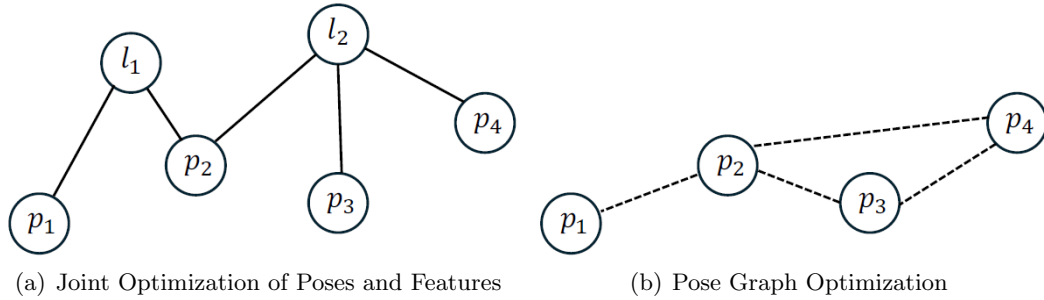 l₁
l₂
p₁
p₂
p₃
p₄
(a) Joint Optimization of Poses and Features
p₁
p₂
p₃
p₄
(b) Pose Graph Optimization